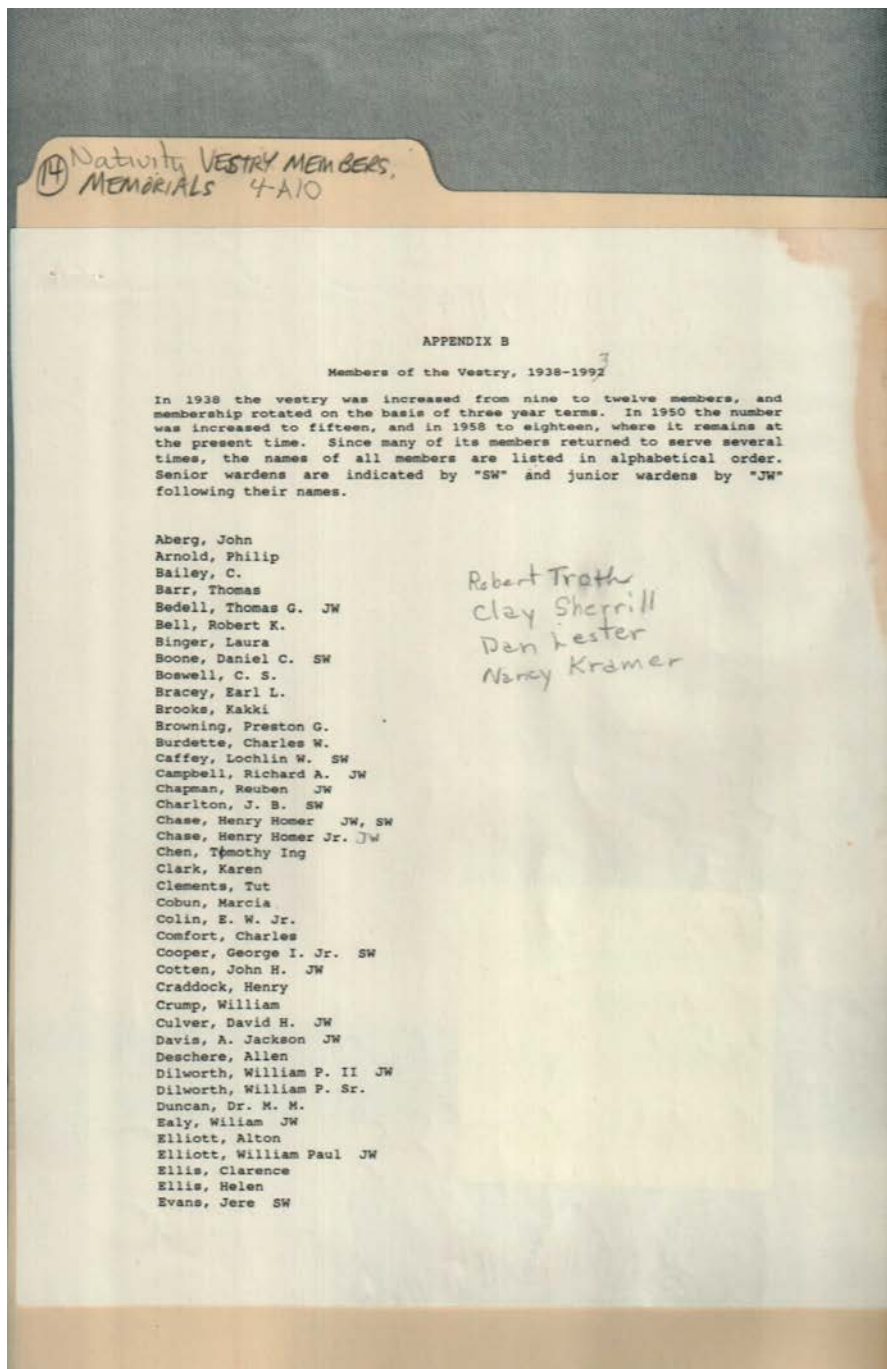 (14) Nativity VESTRY MEMBERS,
MEMORIALS 4-A10
APPENDIX B
3
Members of the Vestry, 1938-1992
In 1938 the vestry was increased from nine to twelve members, and
membership rotated on the basis of three year terms. In 1950 the number
was increased to fifteen, and in 1958 to eighteen, where it remains at
the present time. Since many of its members returned to serve several
times, the names of all members are listed in alphabetical order.
Senior wardens are indicated by "SW" and junior wardens by "JW"
following their names.
Aberg, John
Arnold, Philip
Bailey, C.
Barr, Thomas
Bedell, Thomas G. JW
Bell, Robert K.
Binger, Laura
Boone, Daniel C. SW
Boswell, C. S.
Bracey, Earl L.
Brooks, Kakki
Browning, Preston G.
Burdette, Charles W.
Caffey, Lochlin W. SW
Campbell, Richard A. JW
Chapman, Reuben JW
Charlton, J. B. SW
Chase, Henry Homer JW, SW
Chase, Henry Homer Jr. JW
Chen, Timothy Ing
Clark, Karen
Clements, Tut
Cobun, Marcia
Colin, E. W. Jr.
Comfort, Charles
Cooper, George I. Jr. SW
Cotten, John H. JW
Craddock, Henry
Crump, William
Culver, David H. JW
Davis, A. Jackson JW
Deschere, Allen
Dilworth, William P. II JW
Dilworth, William P. Sr.
Duncan, Dr. M. M.
Ealy, Wiliam JW
Elliott, Alton
Elliott, William Paul JW
Ellis, Clarence
Ellis, Helen
Evans, Jere SW
Robert Troth
Clay Sherrill
Dan Lester
Nancy Kramer